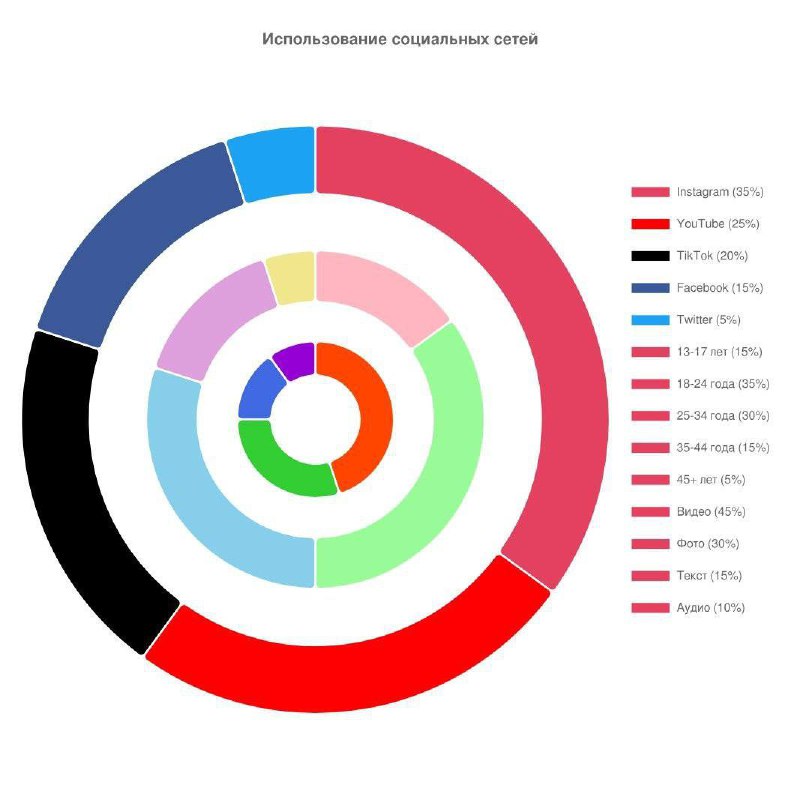 Использование социальных сетей
Instagram (35%)
YouTube (25%)
TikTok (20%)
Facebook (15%)
Twitter (5%)
13-17 лет (15%)
18-24 года (35%)
25-34 года (30%)
35-44 года (15%)
45+ лет (5%)
Видео (45%)
Фото (30%)
Текст (15%)
Аудио (10%)